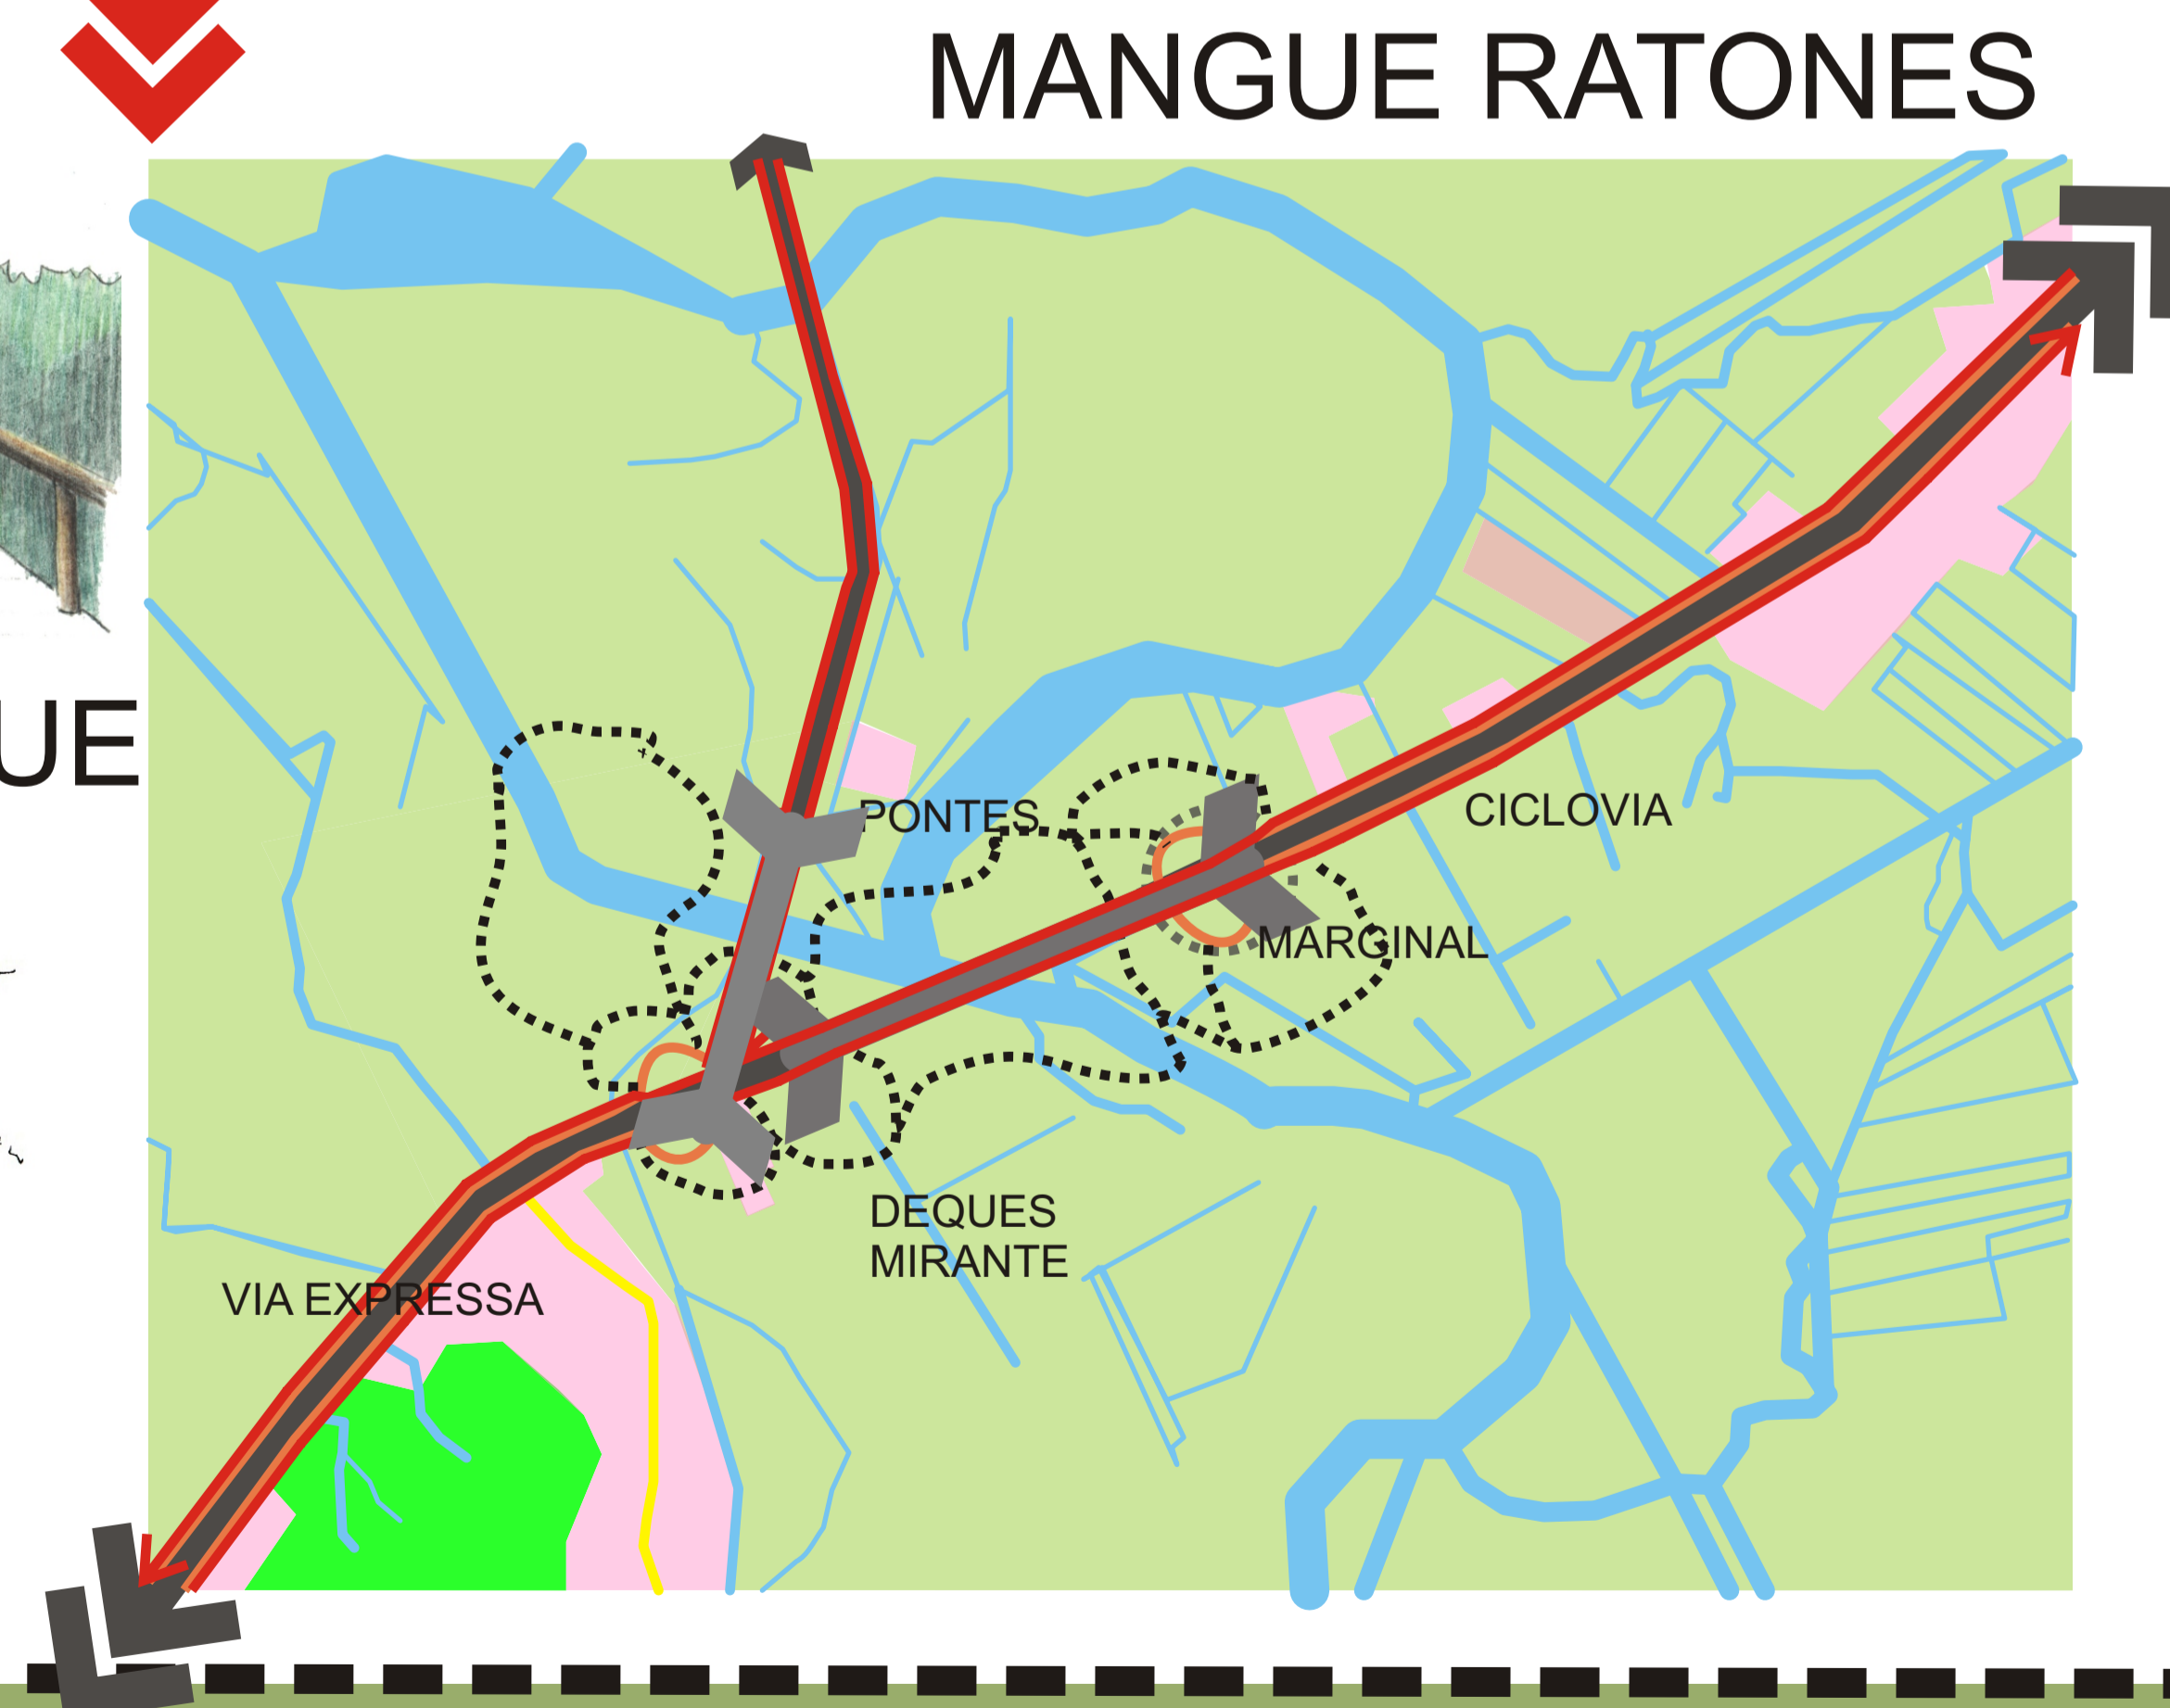 MANGUE RATONES
UE
PONTES
CICLOVIA
MARGINAL
DEQUES
MIRANTE
VIA EXPRESSA